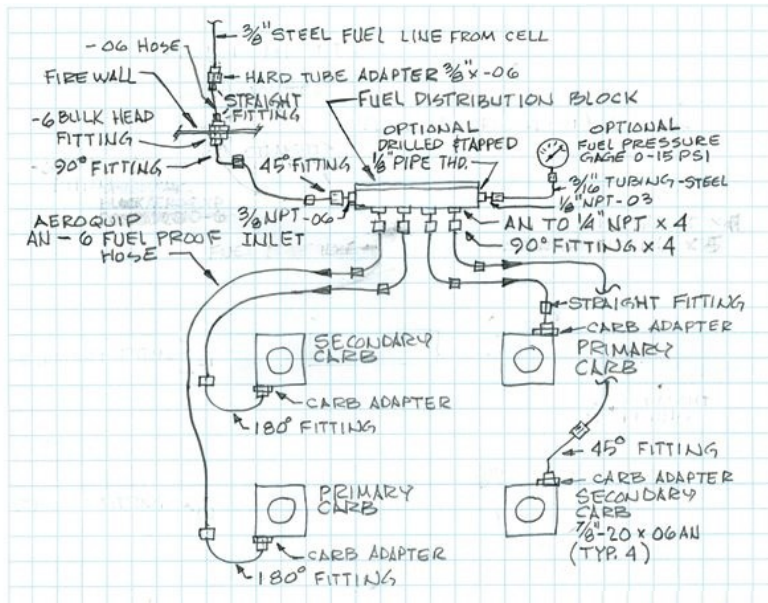 3/8" STEEL FUEL LINE FROM CELL
-06 HOSE
FIREWALL
HARD TUBE ADAPTER 3/8" x -06
STRAIGHT
FITTING
FUEL DISTRIBUTION BLOCK
-6 BULK HEAD
FITTING
OPTIONAL
DRILLED & TAPPED
1/8" PIPE THD.
OPTIONAL
FUEL PRESSURE
GAGE 0-15 PSI
90° FITTING
45° FITTING
3/16" TUBING-STEEL
1/8" NPT-03
3/8 NPT-06
INLET
AN TO 1/4" NPT x 4
90° FITTING x 4
AEROQUIP
AN-6 FUEL PROOF
HOSE
STRAIGHT FITTING
CARB ADAPTER
PRIMARY
CARB
SECONDARY
CARB
CARB ADAPTER
180° FITTING
45° FITTING
CARB ADAPTER
SECONDARY
CARB
7/8"-20 x 06AN
(TYP. 4)
PRIMARY
CARB
CARB ADAPTER
180° FITTING